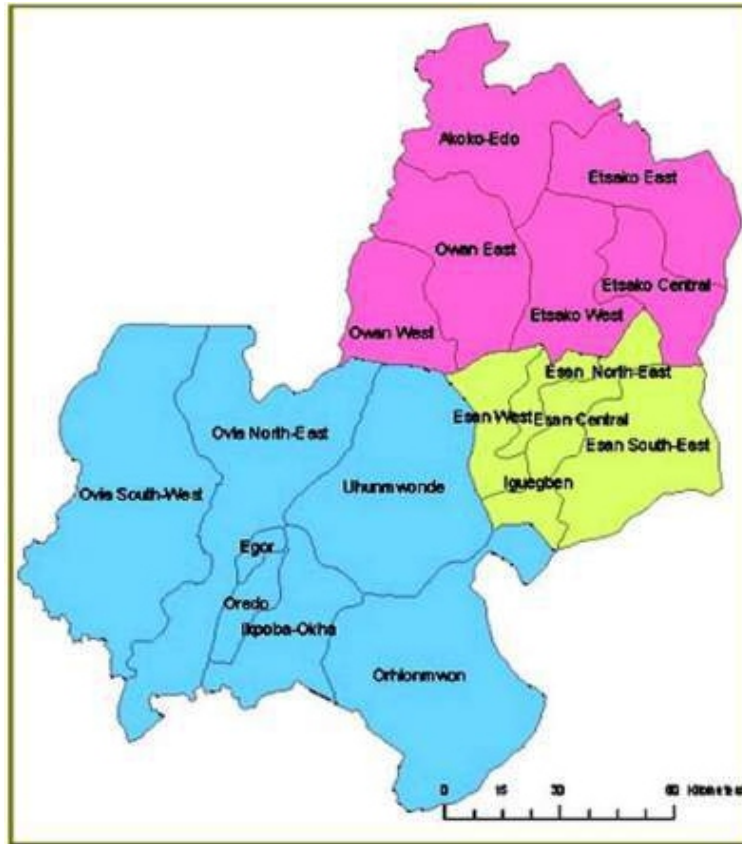 Akoko-Edo
Etsako East
Owan East
Etsako Central
Etsako West
Owan West
Esan North-East
Esan West
Esan Central
Ovia North-East
Esan South-East
Iguegben
Uhunmwonde
Ovia South-West
Egor
Oredo
Ikpoba-Okha
Orhionmwon
0 15 30 60 Kilometers